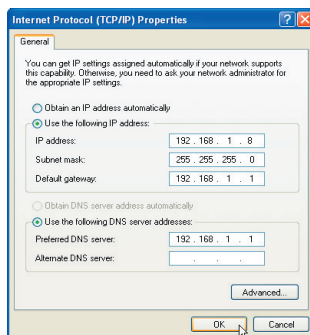 Internet Protocol (TCP/IP) Properties
General
You can get IP settings assigned automatically if your network supports
this capability. Otherwise, you need to ask your network administrator for
the appropriate IP settings.
Obtain an IP address automatically
Use the following IP address:
IP address: 192 . 168 . 1 . 8
Subnet mask: 255 . 255 . 255 . 0
Default gateway: 192 . 168 . 1 . 1
Obtain DNS server address automatically
Use the following DNS server addresses:
Preferred DNS server: 192 . 168 . 1 . 1
Alternate DNS server: . . .
Advanced...
OK Cancel